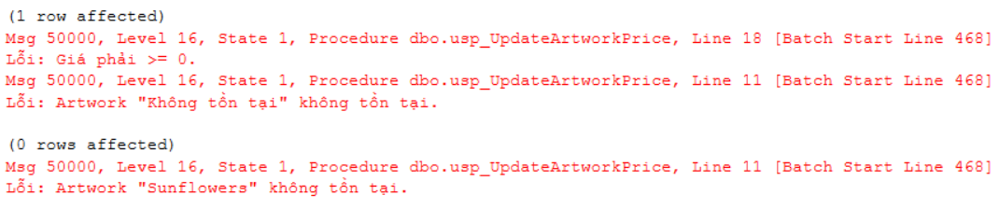 (1 row affected)
Msg 50000, Level 16, State 1, Procedure dbo.usp_UpdateArtworkPrice, Line 18 [Batch Start Line 468]
Lỗi: Giá phải >= 0.
Msg 50000, Level 16, State 1, Procedure dbo.usp_UpdateArtworkPrice, Line 11 [Batch Start Line 468]
Lỗi: Artwork "Không tồn tại" không tồn tại.
(0 rows affected)
Msg 50000, Level 16, State 1, Procedure dbo.usp_UpdateArtworkPrice, Line 11 [Batch Start Line 468]
Lỗi: Artwork "Sunflowers" không tồn tại.